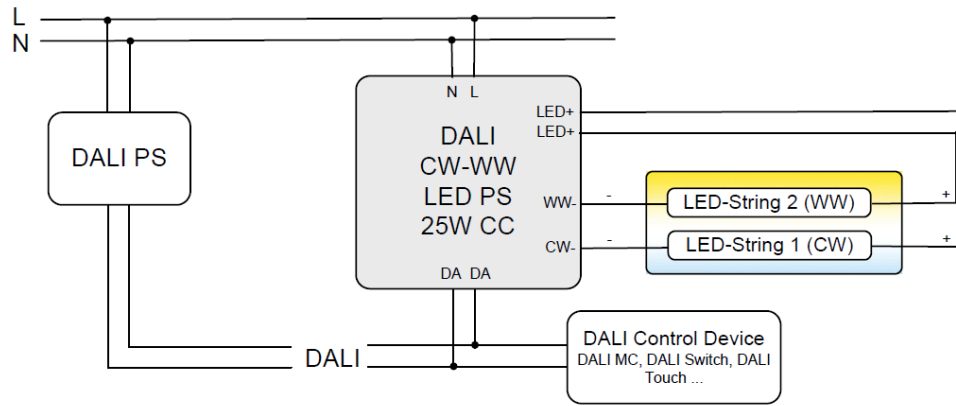 L
N
N L
LED+
LED+
DALI
CW-WW
LED PS
25W CC
DALI PS
WW-
CW-
-
LED-String 2 (WW)
+
-
LED-String 1 (CW)
+
DA DA
DALI
DALI Control Device
DALI MC, DALI Switch, DALI
Touch ...